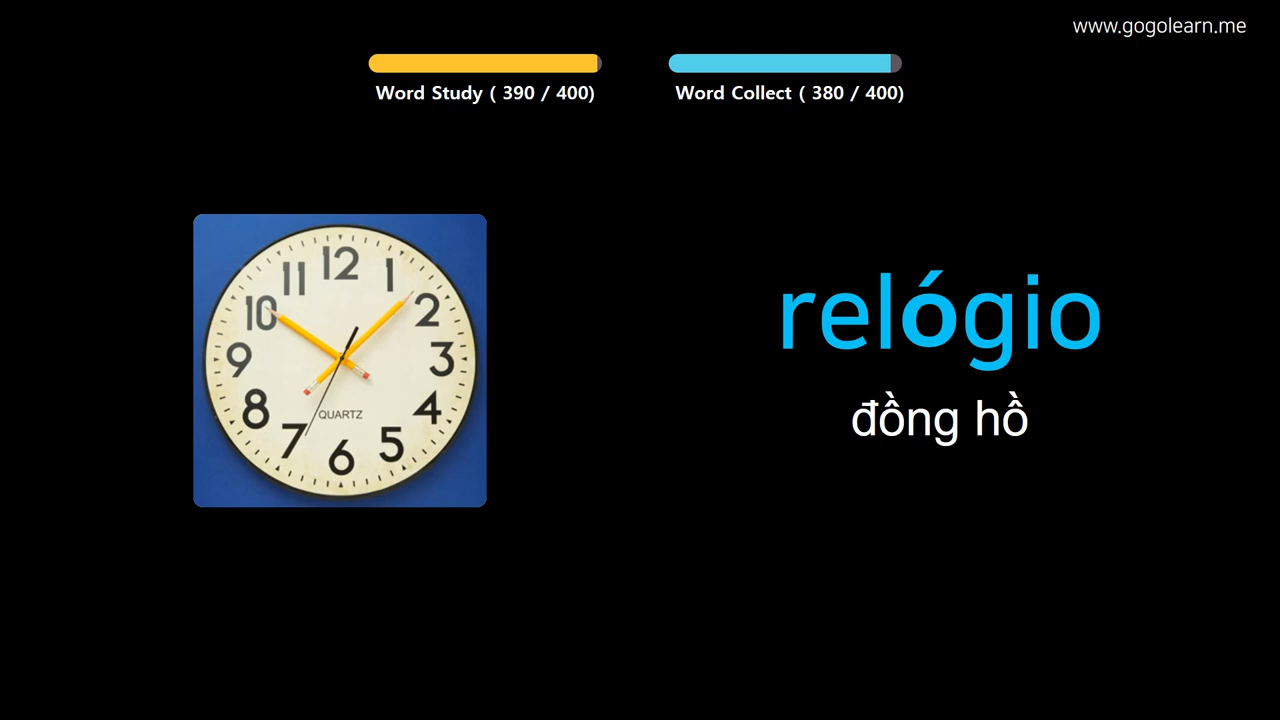 www.gogolearn.me
Word Study ( 390 / 400)
Word Collect ( 380 / 400)
12
11
1
10
2
9
3
8
4
QUARTZ
7
5
6
relógio
đồng hồ